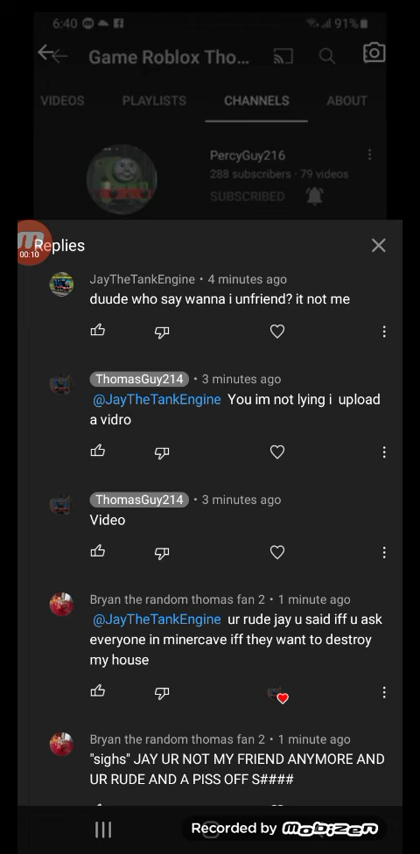 6:40
91%
Game Roblox Tho...
VIDEOS PLAYLISTS CHANNELS ABOUT
PercyGuy216
288 subscribers · 79 videos
SUBSCRIBED
Replies
00:10
JayTheTankEngine • 4 minutes ago
duude who say wanna i unfriend? it not me
ThomasGuy214 • 3 minutes ago
@JayTheTankEngine You im not lying i upload
a vidro
ThomasGuy214 • 3 minutes ago
Video
Bryan the random thomas fan 2 • 1 minute ago
@JayTheTankEngine ur rude jay u said iff u ask
everyone in minercave iff they want to destroy
my house
Bryan the random thomas fan 2 • 1 minute ago
"sighs" JAY UR NOT MY FRIEND ANYMORE AND
UR RUDE AND A PISS OFF S####
Recorded by MOBIZEN